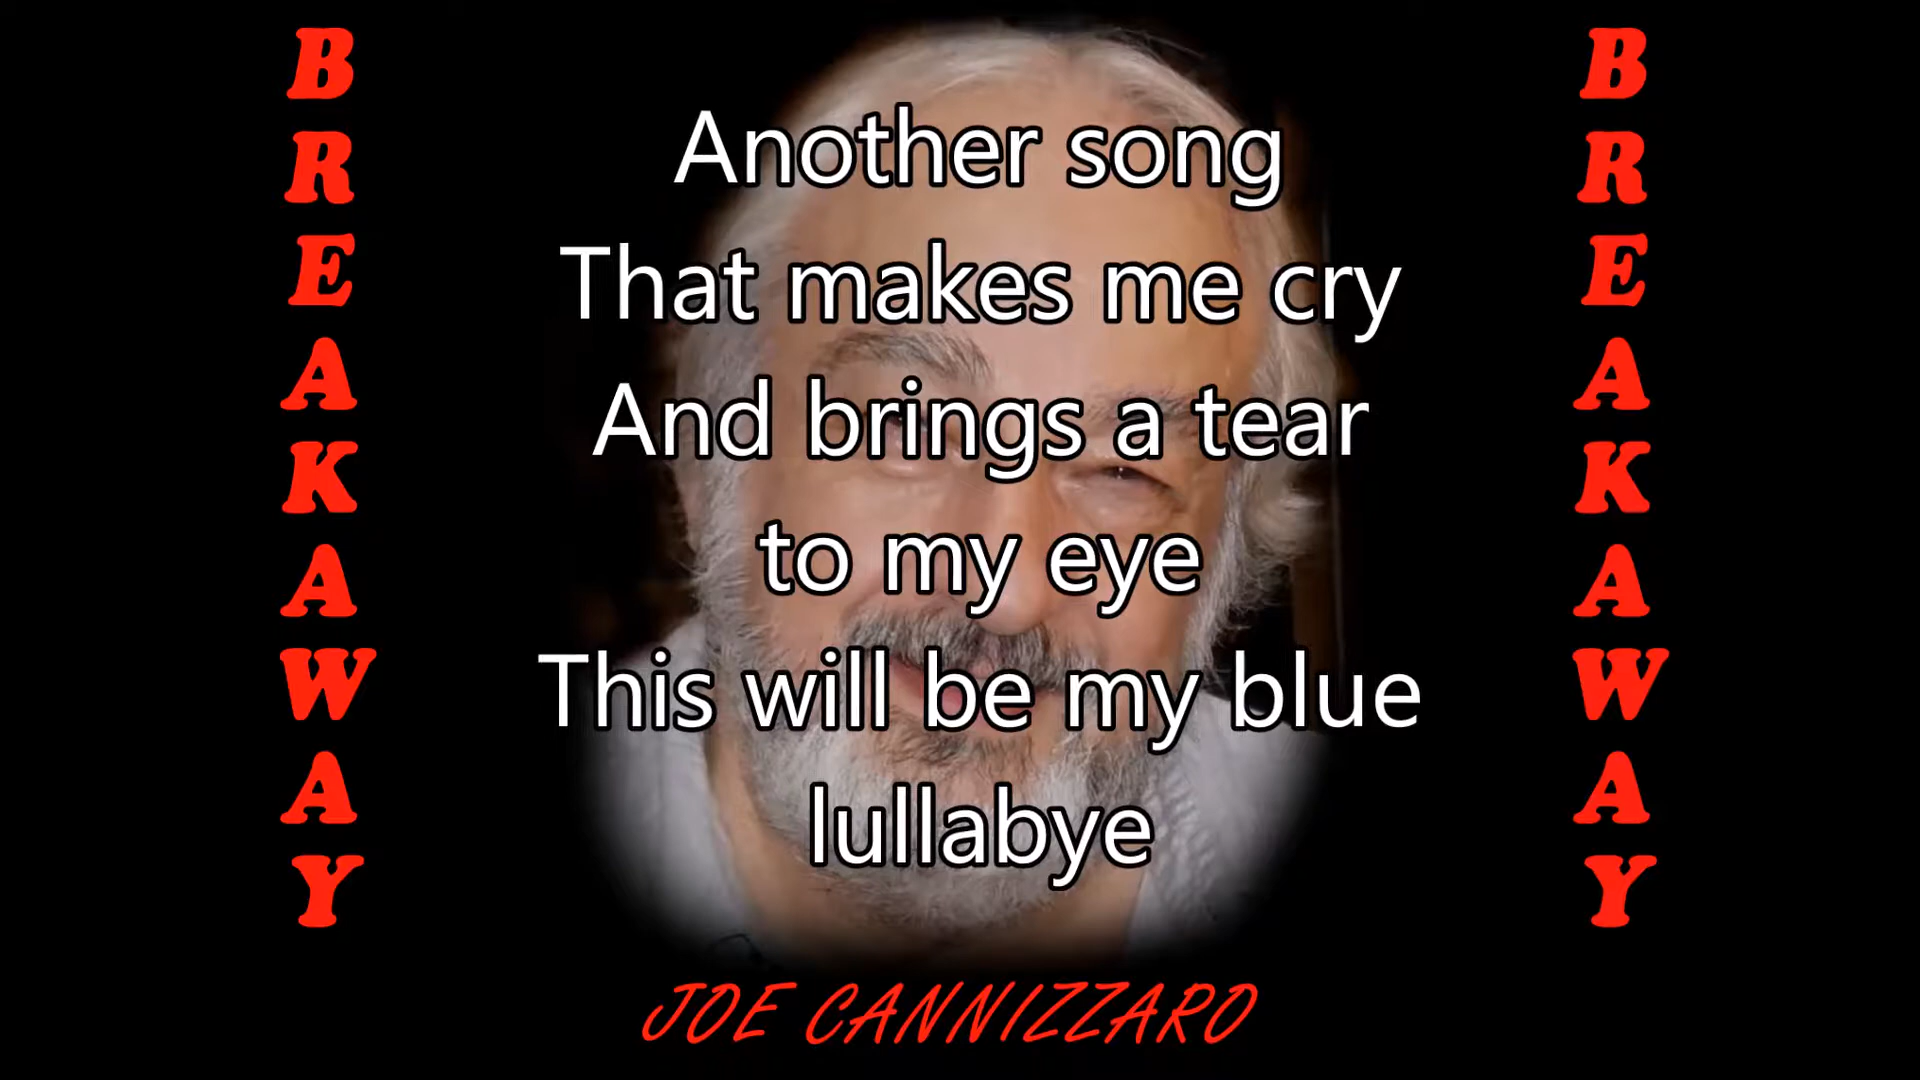 BREAKAWAY
Another song
That makes me cry
And brings a tear
to my eye
This will be my blue
lullabye
BREAKAWAY
JOE CANNIZZARO